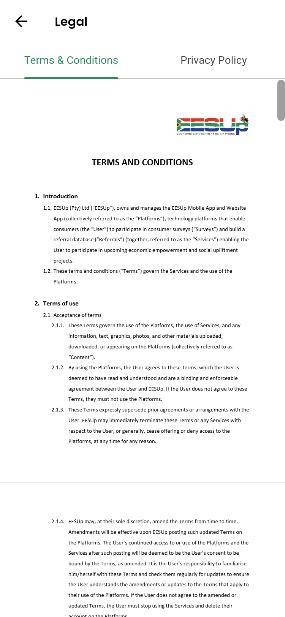 Legal
Terms & Conditions
Privacy Policy
EESUp
TERMS AND CONDITIONS
1. Introduction
1.1. EESUp (Pty) Ltd ("EESUp"), owns and manages the EESUp Mobile App and Website
App (collectively referred to as the "Platforms"), technology platforms that enable
consumers (the "User") to participate in consumer surveys ("Surveys") and build a
referral database ("Referrals") (together, referred to as the "Services") enabling the
User to participate in upcoming economic empowerment and social upliftment
projects.
1.2. These terms and conditions ("Terms") govern the Services and the use of the
Platforms.
2. Terms of use
2.1. Acceptance of terms
2.1.1. These Terms govern the use of the Platforms, the use of Services, and any
information, text, graphics, photos, and other materials uploaded,
downloaded, or appearing on the Platforms (collectively referred to as
"Content").
2.1.2. By using the Platforms, the User agrees to these Terms, which the User is
deemed to have read and understood and are a binding and enforceable
agreement between the User and EESUp. If the User does not agree to these
Terms, they must not use the Platforms.
2.1.3. These Terms expressly supersede prior agreements or arrangements with the
User. EESUp may immediately terminate these Terms or any Services with
respect to the User, or generally, cease offering or deny access to the
Platforms, at any time for any reason.
2.1.4. EESUp may, at their sole discretion, amend the terms from time to time.
Amendments will be effective upon EESUp posting such updated Terms on
the Platforms. The User's continued access to or use of the Platforms and the
Services after such posting will be deemed to be the User's consent to be
bound by the Terms, as amended. It is the User's responsibility to familiarise
him/herself with these Terms and check them regularly for updates to ensure
the User understands the amendments or updates to the Terms that apply to
their use of the Platforms. If the User does not agree to the amended or
updated Terms, the User must stop using the Services and delete their
account on the Platforms.